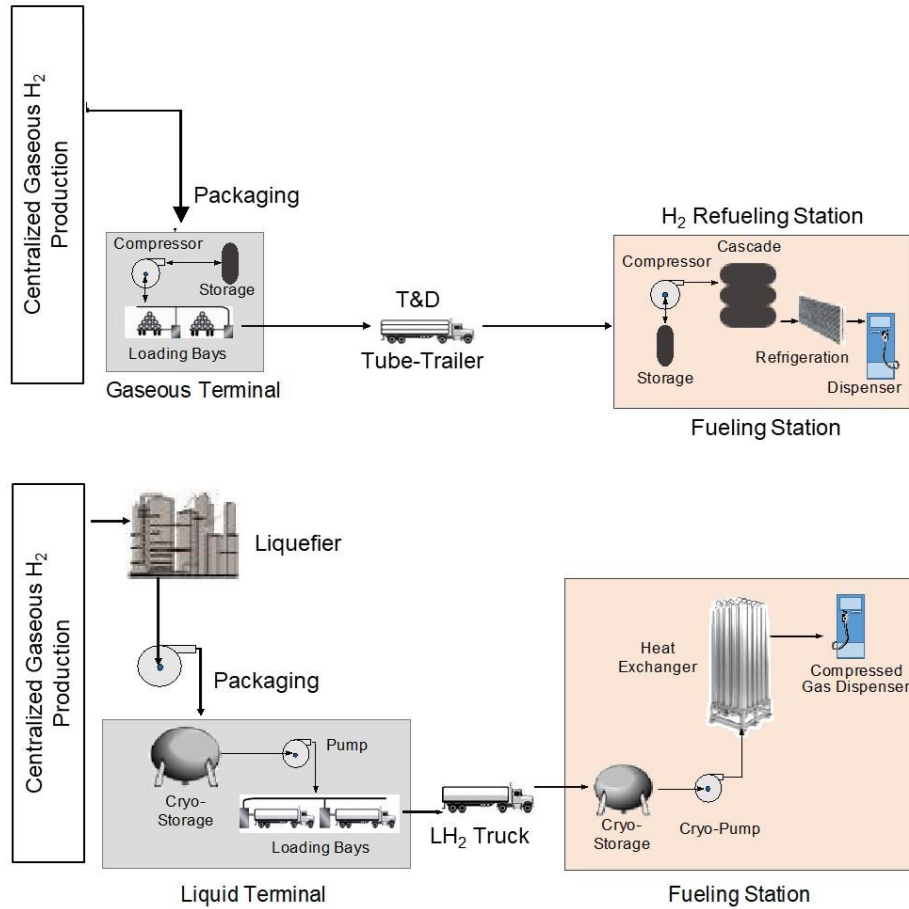 Centralized Gaseous H₂
Production
Packaging
Compressor
Storage
Loading Bays
Gaseous Terminal
T&D
Tube-Trailer
H₂ Refueling Station
Cascade
Compressor
Storage
Refrigeration
Dispenser
Fueling Station
Centralized Gaseous H₂
Production
Liquefier
Packaging
Cryo-
Storage
Pump
Loading Bays
Liquid Terminal
LH₂ Truck
Heat
Exchanger
Compressed
Gas Dispenser
Cryo-
Storage
Cryo-Pump
Fueling Station